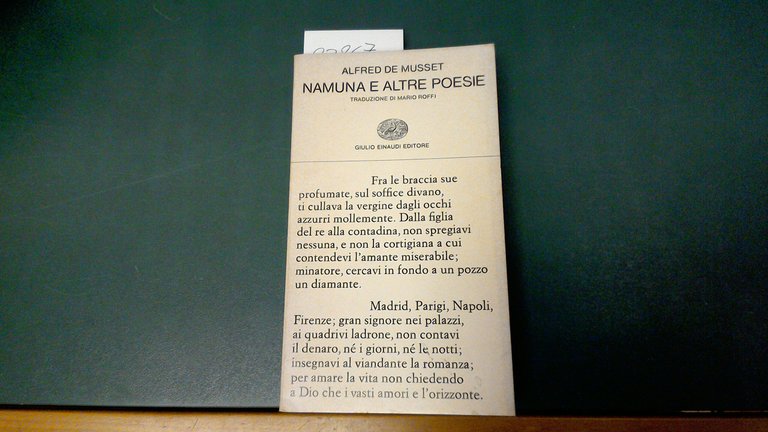 ALFRED DE MUSSET
NAMUNA E ALTRE POESIE
TRADUZIONE DI MARIO ROFFI
GIULIO EINAUDI EDITORE
Fra le braccia sue
profumate, sul soffice divano,
ti cullava la vergine dagli occhi
azzurri mollemente. Dalla figlia
del re alla contadina, non spregiavi
nessuna, e non la cortigiana a cui
contendevi l'amante miserabile;
minatore, cercavi in fondo a un pozzo
un diamante.
Madrid, Parigi, Napoli,
Firenze; gran signore nei palazzi,
ai quadrivi ladrone, non contavi
il denaro, né i giorni, né le notti;
insegnavi al viandante la romanza;
per amare la vita non chiedendo
a Dio che i vasti amori e l'orizzonte.